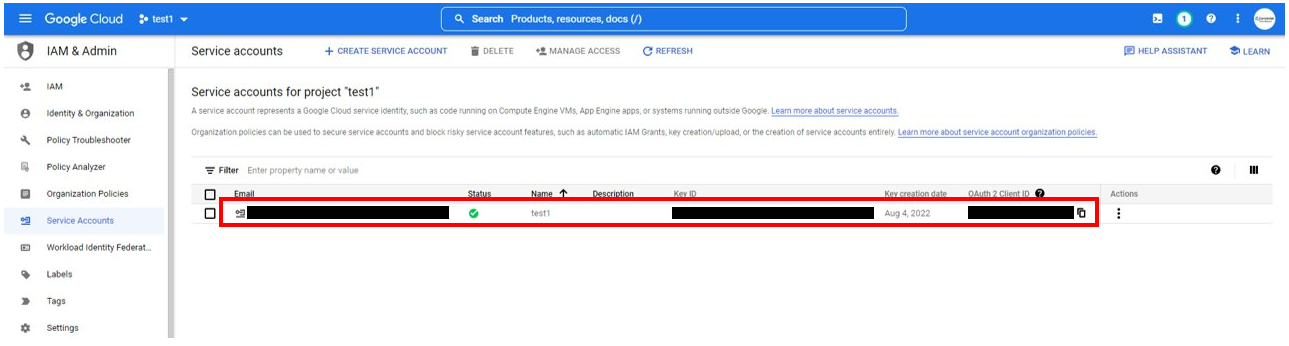 Google Cloud test1 Search Products, resources, docs (/) 1
IAM & Admin Service accounts + CREATE SERVICE ACCOUNT DELETE MANAGE ACCESS REFRESH HELP ASSISTANT LEARN
IAM
Identity & Organization
Policy Troubleshooter
Policy Analyzer
Organization Policies
Service Accounts
Workload Identity Federat...
Labels
Tags
Settings
Service accounts for project "test1"
A service account represents a Google Cloud service identity, such as code running on Compute Engine VMs, App Engine apps, or systems running outside Google. Learn more about service accounts.
Organization policies can be used to secure service accounts and block risky service account features, such as automatic IAM Grants, key creation/upload, or the creation of service accounts entirely. Learn more about service account organization policies.
Filter Enter property name or value
Email Status Name Description Key ID Key creation date OAuth 2 Client ID Actions
test1 Aug 4, 2022